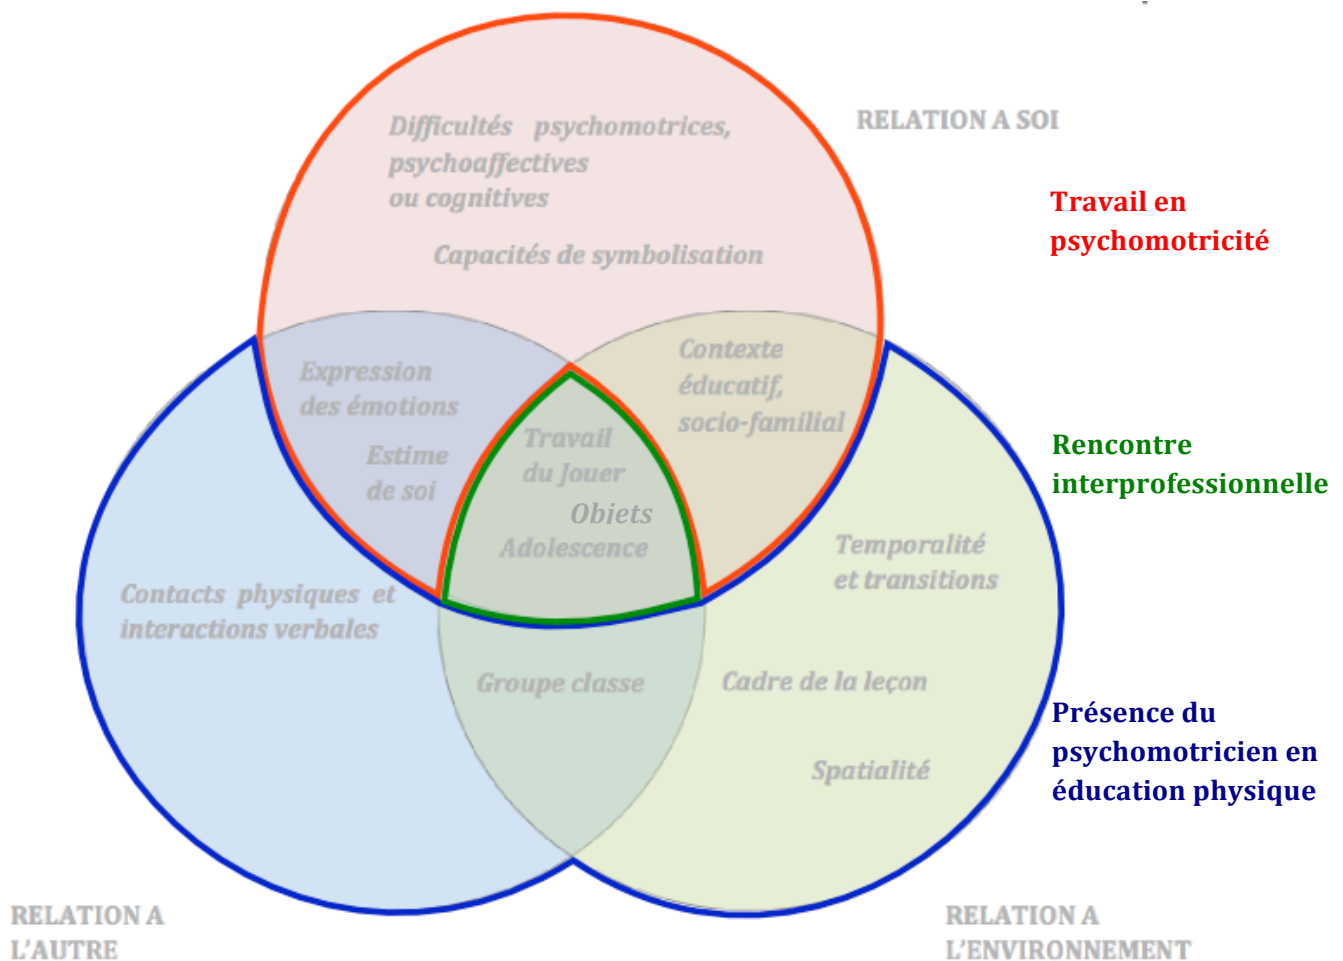 Difficultés psychomotrices,
psychoaffectives
ou cognitives
Capacités de symbolisation
RELATION A SOI
Travail en
psychomotricité
Expression
des émotions
Estime
de soi
Contexte
éducatif,
socio-familial
Travail
du Jouer
Objets
Adolescence
Rencontre
interprofessionnelle
Temporalité
et transitions
Contacts physiques et
interactions verbales
Groupe classe
Cadre de la leçon
Spatialité
Présence du
psychomotricien en
éducation physique
RELATION A
L'AUTRE
RELATION A
L'ENVIRONNEMENT